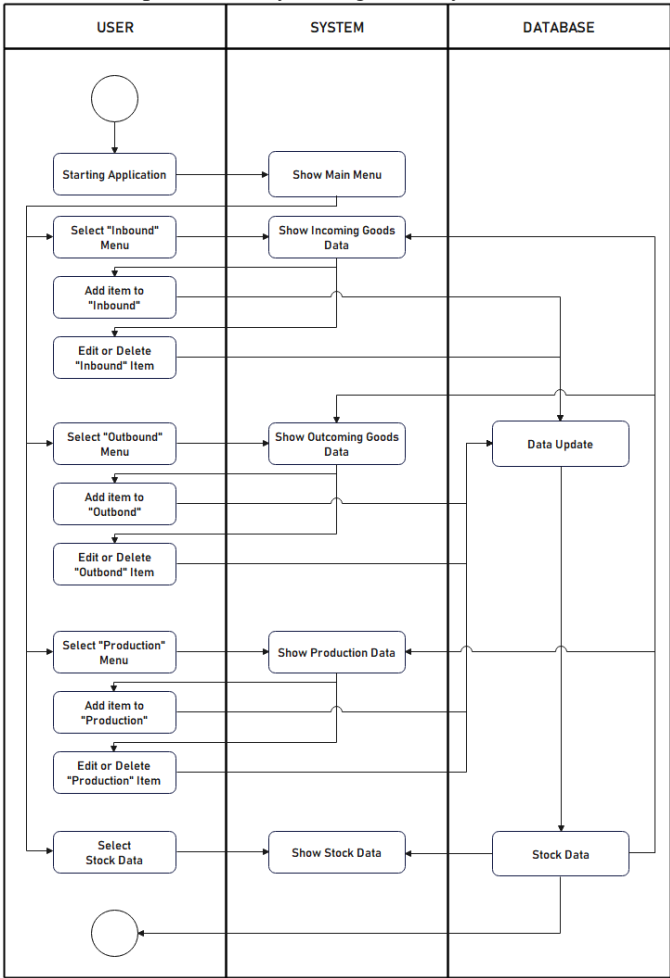 USER
SYSTEM
DATABASE
Starting Application
Show Main Menu
Select "Inbound"
Menu
Show Incoming Goods
Data
Add item to
"Inbound"
Edit or Delete
"Inbound" Item
Select "Outbound"
Menu
Show Outcoming Goods
Data
Data Update
Add item to
"Outbond"
Edit or Delete
"Outbond" Item
Select "Production"
Menu
Show Production Data
Add item to
"Production"
Edit or Delete
"Production" Item
Select
Stock Data
Show Stock Data
Stock Data